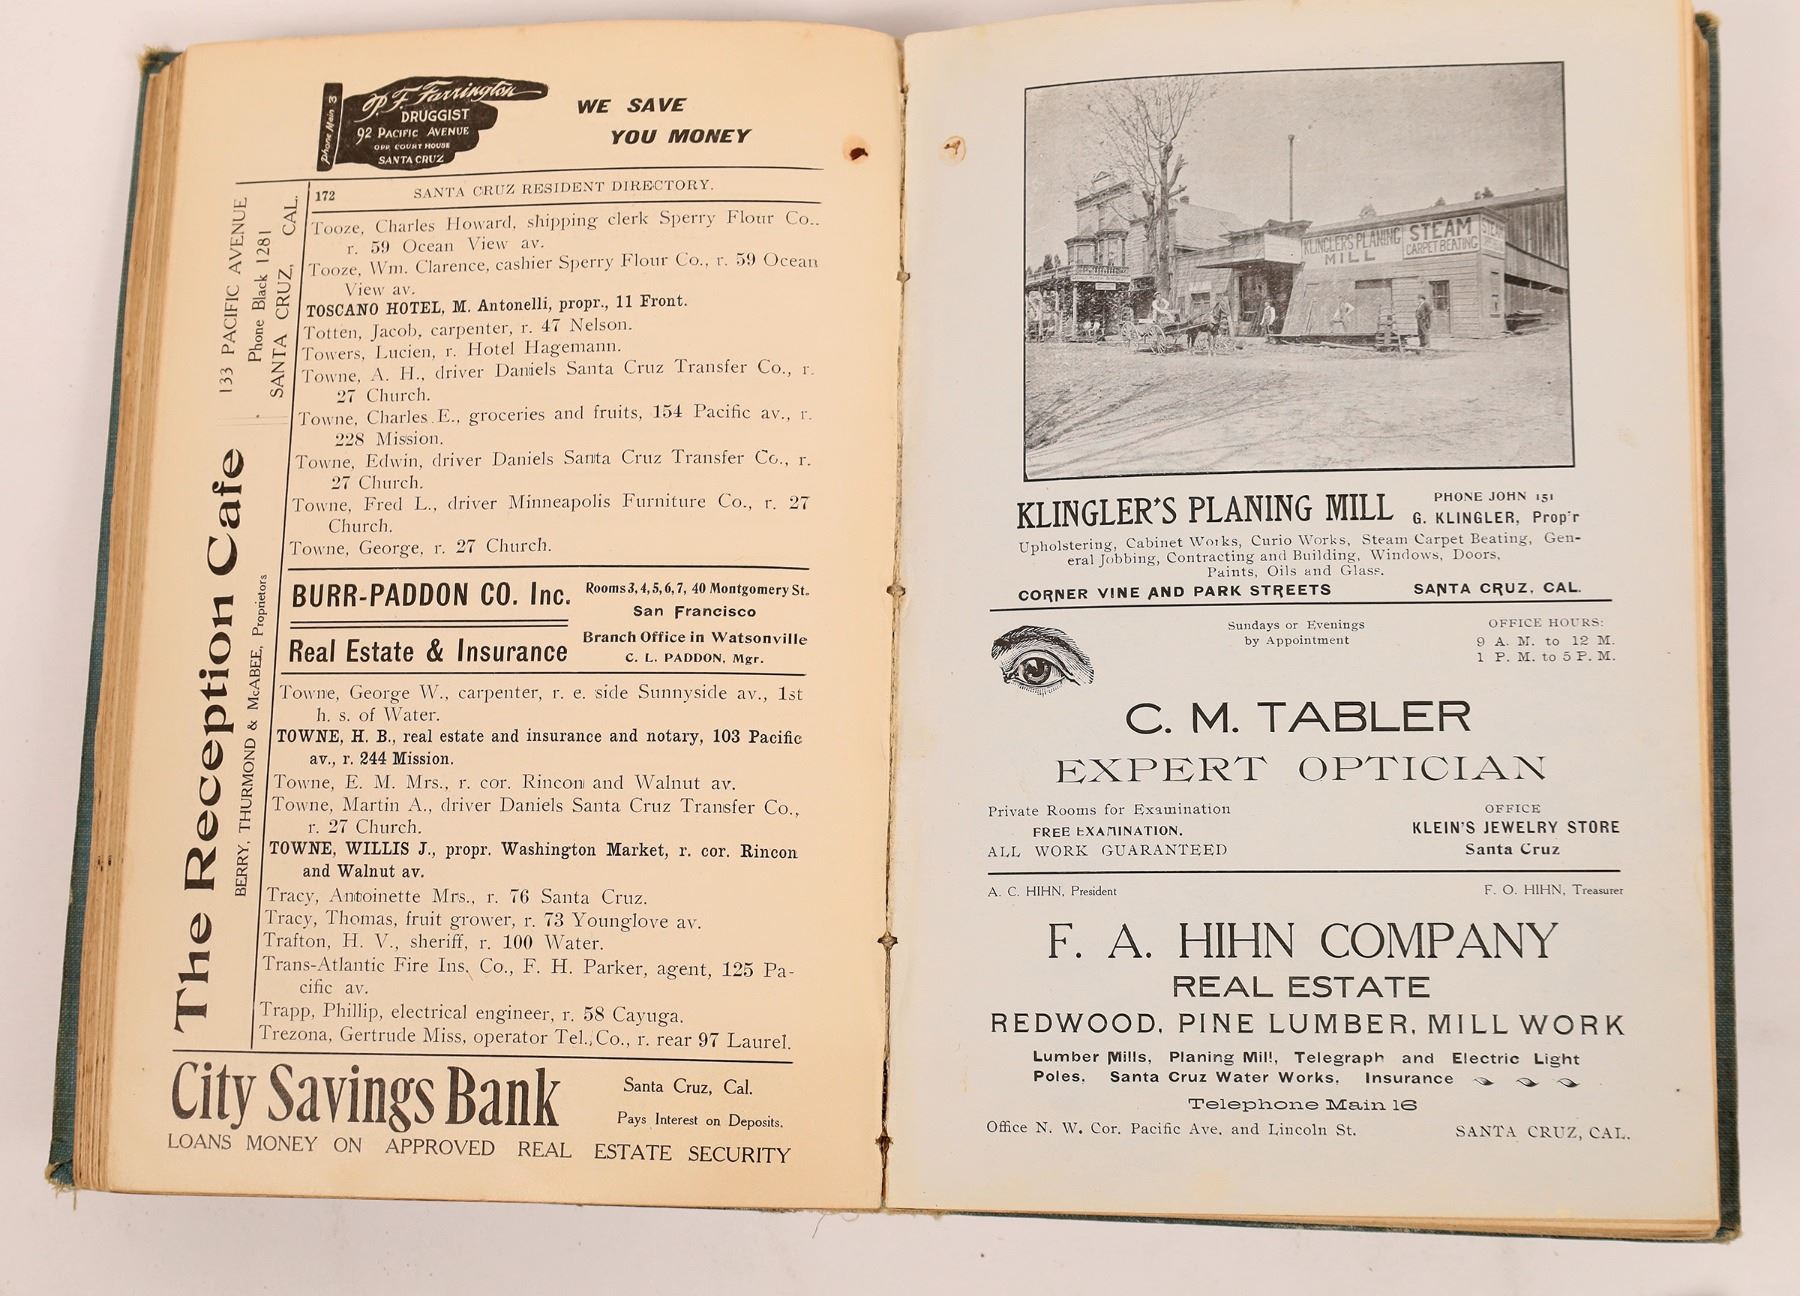 Phone Main 3
P. F. Farrington
DRUGGIST
92 PACIFIC AVENUE
OPP. COURT HOUSE
SANTA CRUZ
WE SAVE
YOU MONEY
172 SANTA CRUZ RESIDENT DIRECTORY.
133 PACIFIC AVENUE
Phone Black 1281
SANTA CRUZ, CAL.
The Reception Cafe
BERRY, THURMOND & McABEE, Proprietors
Tooze, Charles Howard, shipping clerk Sperry Flour Co..
r. 59 Ocean View av.
Tooze, Wm. Clarence, cashier Sperry Flour Co., r. 59 Ocean
View av.
TOSCANO HOTEL, M. Antonelli, propr., 11 Front.
Totten, Jacob, carpenter, r. 47 Nelson.
Towers, Lucien, r. Hotel Hagemann.
Towne, A. H., driver Daniels Santa Cruz Transfer Co., r.
27 Church.
Towne, Charles E., groceries and fruits, 154 Pacific av., r.
228 Mission.
Towne, Edwin, driver Daniels Santa Cruz Transfer Co., r.
27 Church.
Towne, Fred L., driver Minneapolis Furniture Co., r. 27
Church.
Towne, George, r. 27 Church.
BURR-PADDON CO. Inc.
Real Estate & Insurance
Rooms 3, 4, 5, 6, 7, 40 Montgomery St.
San Francisco
Branch Office in Watsonville
C. L. PADDON, Mgr.
Towne, George W., carpenter, r. e. side Sunnyside av., 1st
h. s. of Water.
TOWNE, H. B., real estate and insurance and notary, 103 Pacific
av., r. 244 Mission.
Towne, E. M. Mrs., r. cor. Rincon and Walnut av.
Towne, Martin A., driver Daniels Santa Cruz Transfer Co.,
r. 27 Church.
TOWNE, WILLIS J., propr. Washington Market, r. cor. Rincon
and Walnut av.
Tracy, Antoinette Mrs., r. 76 Santa Cruz.
Tracy, Thomas, fruit grower, r. 73 Younglove av.
Trafton, H. V., sheriff, r. 100 Water.
Trans-Atlantic Fire Ins. Co., F. H. Parker, agent, 125 Pa-
cific av.
Trapp, Phillip, electrical engineer, r. 58 Cayuga.
Trezona, Gertrude Miss, operator Tel. Co., r. rear 97 Laurel.
City Savings Bank
Santa Cruz, Cal.
Pays Interest on Deposits.
LOANS MONEY ON APPROVED REAL ESTATE SECURITY
KLINGLER'S PLANING
MILL
STEAM
CARPET BEATING
KLINGLER'S PLANING MILL
PHONE JOHN 151
G. KLINGLER, Prop'r
Upholstering, Cabinet Works, Curio Works, Steam Carpet Beating, Gen-
eral Jobbing, Contracting and Building, Windows, Doors,
Paints, Oils and Glass.
CORNER VINE AND PARK STREETS SANTA CRUZ, CAL.
Sundays or Evenings
by Appointment
OFFICE HOURS:
9 A. M. to 12 M.
1 P. M. to 5 P. M.
C. M. TABLER
EXPERT OPTICIAN
Private Rooms for Examination
FREE EXAMINATION.
ALL WORK GUARANTEED
OFFICE
KLEIN'S JEWELRY STORE
Santa Cruz
A. C. HIHN, President F. O. HIHN, Treasurer
F. A. HIHN COMPANY
REAL ESTATE
REDWOOD, PINE LUMBER, MILL WORK
Lumber Mills, Planing Mill, Telegraph and Electric Light
Poles. Santa Cruz Water Works, Insurance
Telephone Main 16
Office N. W. Cor. Pacific Ave. and Lincoln St. SANTA CRUZ, CAL.